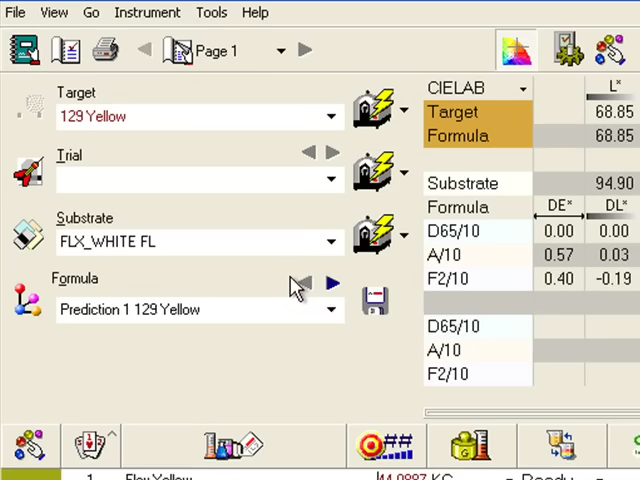 File View Go Instrument Tools Help
Page 1
Target
129 Yellow
Trial
Substrate
FLX_WHITE FL
Formula
Prediction 1 129 Yellow
CIELAB L*
Target 68.85
Formula 68.85
Substrate 94.90
Formula DE* DL*
D65/10 0.00 0.00
A/10 0.57 0.03
F2/10 0.40 -0.19
D65/10
A/10
F2/10
##
G
1 Flex Yellow